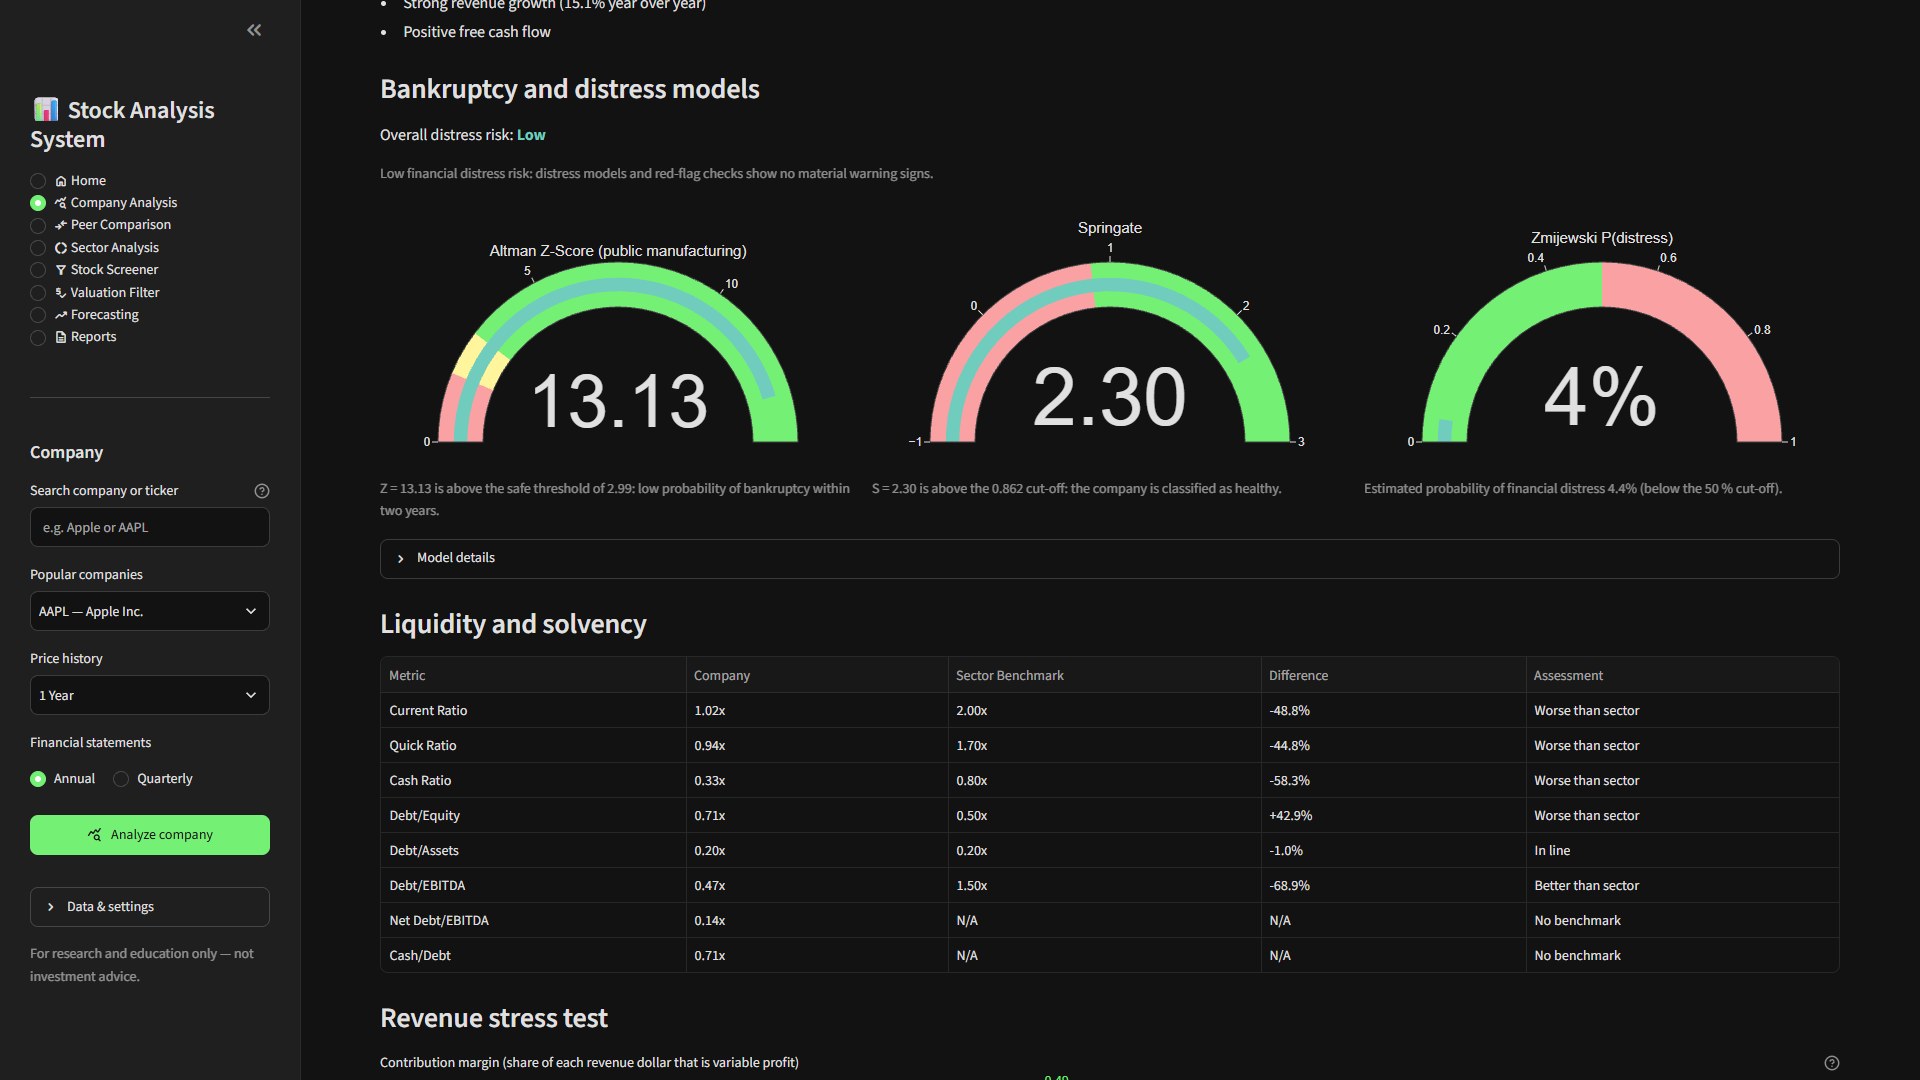 Stock Analysis
System
Home
Company Analysis
Peer Comparison
Sector Analysis
Stock Screener
Valuation Filter
Forecasting
Reports
Company
Search company or ticker
e.g. Apple or AAPL
Popular companies
AAPL — Apple Inc.
Price history
1 Year
Financial statements
Annual Quarterly
Analyze company
Data & settings
For research and education only — not
investment advice.
Strong revenue growth (15.1% year over year)
Positive free cash flow
Bankruptcy and distress models
Overall distress risk: Low
Low financial distress risk: distress models and red-flag checks show no material warning signs.
Altman Z-Score (public manufacturing)
0 5 10
13.13
Z = 13.13 is above the safe threshold of 2.99: low probability of bankruptcy within
two years.
Springate
−1 0 1 2 3
2.30
S = 2.30 is above the 0.862 cut-off: the company is classified as healthy.
Zmijewski P(distress)
0 0.2 0.4 0.6 0.8 1
4%
Estimated probability of financial distress 4.4% (below the 50 % cut-off).
Model details
Liquidity and solvency
Metric Company Sector Benchmark Difference Assessment
Current Ratio 1.02x 2.00x -48.8% Worse than sector
Quick Ratio 0.94x 1.70x -44.8% Worse than sector
Cash Ratio 0.33x 0.80x -58.3% Worse than sector
Debt/Equity 0.71x 0.50x +42.9% Worse than sector
Debt/Assets 0.20x 0.20x -1.0% In line
Debt/EBITDA 0.47x 1.50x -68.9% Better than sector
Net Debt/EBITDA 0.14x N/A N/A No benchmark
Cash/Debt 0.71x N/A N/A No benchmark
Revenue stress test
Contribution margin (share of each revenue dollar that is variable profit)